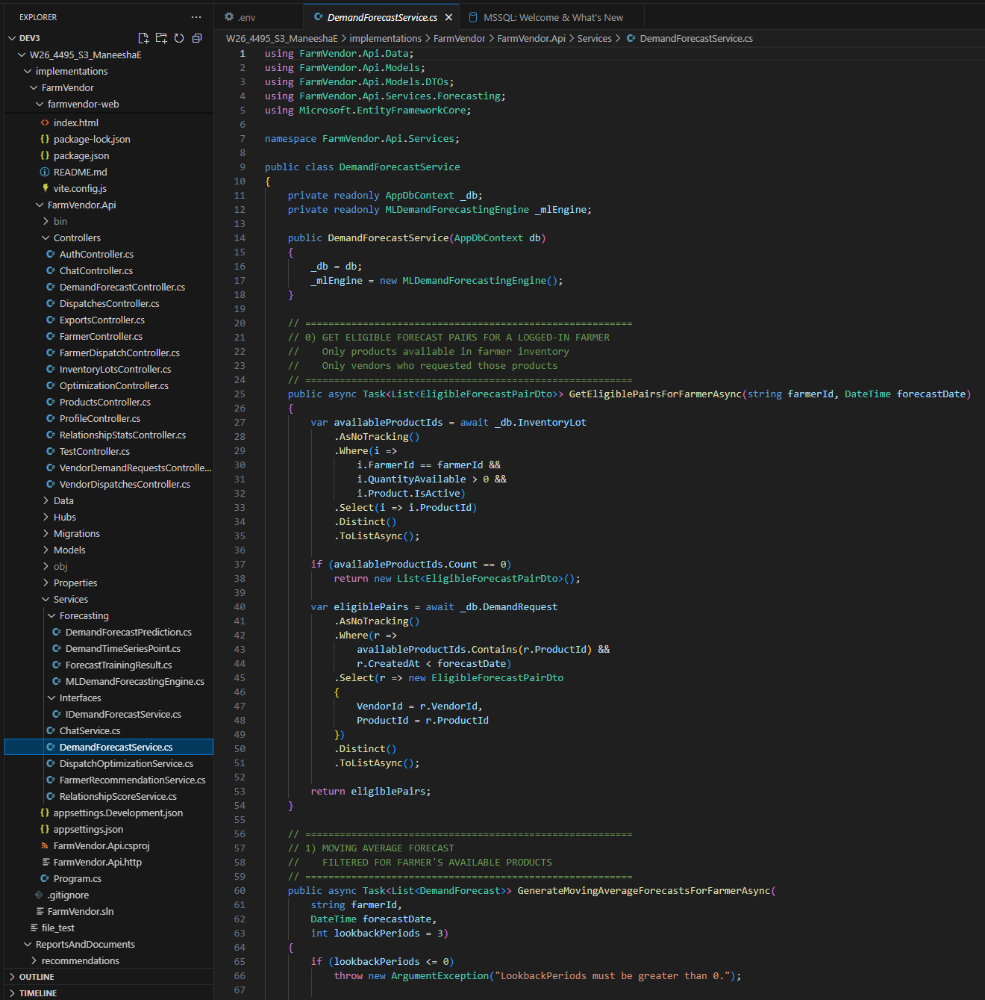 EXPLORER
DEV3
W26_4495_S3_ManeeshaE
implementations
FarmVendor
farmvendor-web
index.html
package-lock.json
package.json
README.md
vite.config.js
FarmVendor.Api
bin
Controllers
AuthController.cs
ChatController.cs
DemandForecastController.cs
DispatchesController.cs
ExportsController.cs
FarmerController.cs
FarmerDispatchController.cs
InventoryLotsController.cs
OptimizationController.cs
ProductsController.cs
ProfileController.cs
RelationshipStatsController.cs
TestController.cs
VendorDemandRequestsControlle...
VendorDispatchesController.cs
Data
Hubs
Migrations
Models
obj
Properties
Services
Forecasting
DemandForecastPrediction.cs
DemandTimeSeriesPoint.cs
ForecastTrainingResult.cs
MLDemandForecastingEngine.cs
Interfaces
IDemandForecastService.cs
ChatService.cs
DemandForecastService.cs
DispatchOptimizationService.cs
FarmerRecommendationService.cs
RelationshipScoreService.cs
appsettings.Development.json
appsettings.json
FarmVendor.Api.csproj
FarmVendor.Api.http
Program.cs
.gitignore
FarmVendor.sln
file_test
ReportsAndDocuments
recommendations
OUTLINE
TIMELINE
.env
DemandForecastService.cs
MSSQL: Welcome & What's New
W26_4495_S3_ManeeshaE > implementations > FarmVendor > FarmVendor.Api > Services > DemandForecastService.cs
1 using FarmVendor.Api.Data;
2 using FarmVendor.Api.Models;
3 using FarmVendor.Api.Models.DTOs;
4 using FarmVendor.Api.Services.Forecasting;
5 using Microsoft.EntityFrameworkCore;
6
7 namespace FarmVendor.Api.Services;
8
9 public class DemandForecastService
10 {
11 private readonly AppDbContext _db;
12 private readonly MLDemandForecastingEngine _mlEngine;
13
14 public DemandForecastService(AppDbContext db)
15 {
16 _db = db;
17 _mlEngine = new MLDemandForecastingEngine();
18 }
19
20 // =========================================================
21 // 0) GET ELIGIBLE FORECAST PAIRS FOR A LOGGED-IN FARMER
22 // Only products available in farmer inventory
23 // Only vendors who requested those products
24 // =========================================================
25 public async Task<List<EligibleForecastPairDto>> GetEligiblePairsForFarmerAsync(string farmerId, DateTime forecastDate)
26 {
27 var availableProductIds = await _db.InventoryLot
28 .AsNoTracking()
29 .Where(i =>
30 i.FarmerId == farmerId &&
31 i.QuantityAvailable > 0 &&
32 i.Product.IsActive)
33 .Select(i => i.ProductId)
34 .Distinct()
35 .ToListAsync();
36
37 if (availableProductIds.Count == 0)
38 return new List<EligibleForecastPairDto>();
39
40 var eligiblePairs = await _db.DemandRequest
41 .AsNoTracking()
42 .Where(r =>
43 availableProductIds.Contains(r.ProductId) &&
44 r.CreatedAt < forecastDate)
45 .Select(r => new EligibleForecastPairDto
46 {
47 VendorId = r.VendorId,
48 ProductId = r.ProductId
49 })
50 .Distinct()
51 .ToListAsync();
52
53 return eligiblePairs;
54 }
55
56 // =========================================================
57 // 1) MOVING AVERAGE FORECAST
58 // FILTERED FOR FARMER'S AVAILABLE PRODUCTS
59 // =========================================================
60 public async Task<List<DemandForecast>> GenerateMovingAverageForecastsForFarmerAsync(
61 string farmerId,
62 DateTime forecastDate,
63 int lookbackPeriods = 3)
64 {
65 if (lookbackPeriods <= 0)
66 throw new ArgumentException("LookbackPeriods must be greater than 0.");
67